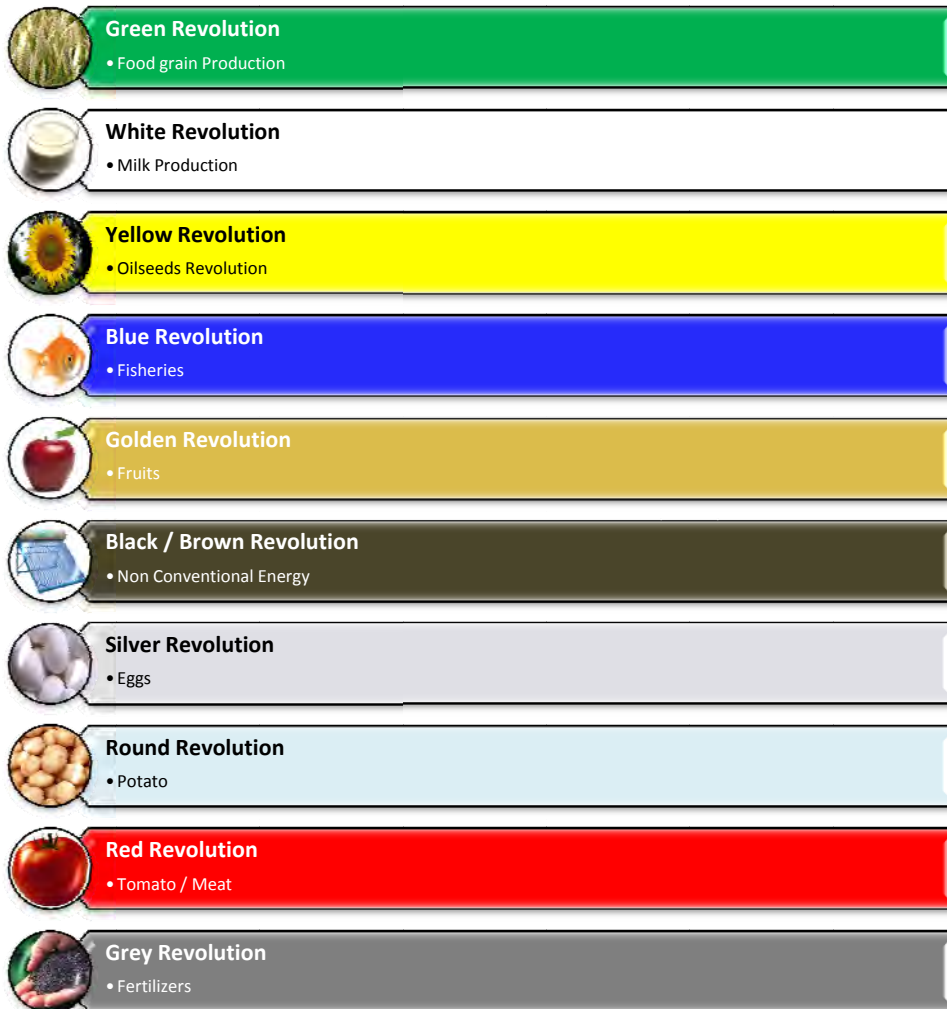 Green Revolution
• Food grain Production
White Revolution
• Milk Production
Yellow Revolution
• Oilseeds Revolution
Blue Revolution
• Fisheries
Golden Revolution
• Fruits
Black / Brown Revolution
• Non Conventional Energy
Silver Revolution
• Eggs
Round Revolution
• Potato
Red Revolution
• Tomato / Meat
Grey Revolution
• Fertilizers